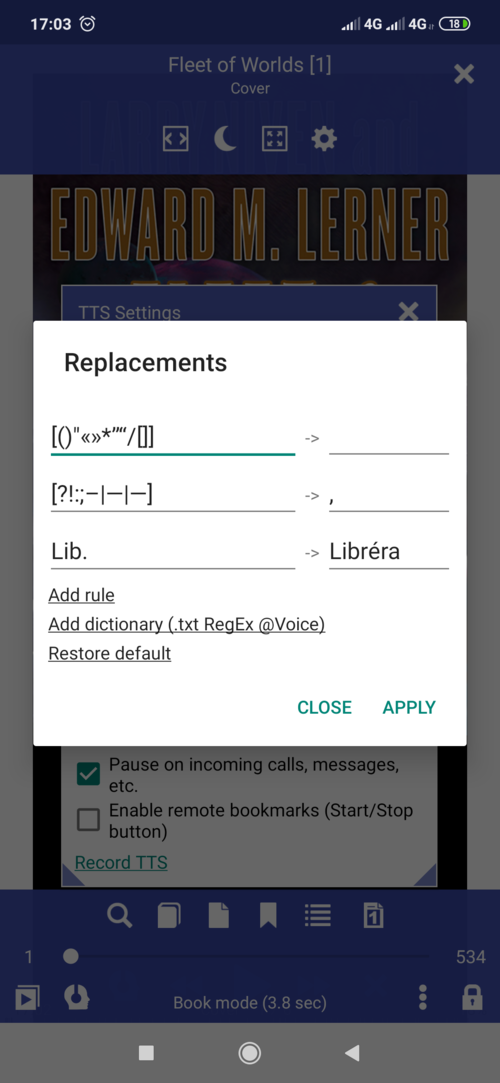 17:03 4G 4G 18
Fleet of Worlds [1]
Cover
EDWARD M. LERNER
TTS Settings
Replacements
[()"«»*”“/[]] ->
[?!:;–|—|―] -> ,
Lib. -> Libréra
Add rule
Add dictionary (.txt RegEx @Voice)
Restore default
CLOSE APPLY
Pause on incoming calls, messages,
etc.
Enable remote bookmarks (Start/Stop
button)
Record TTS
1
1 534
Book mode (3.8 sec)